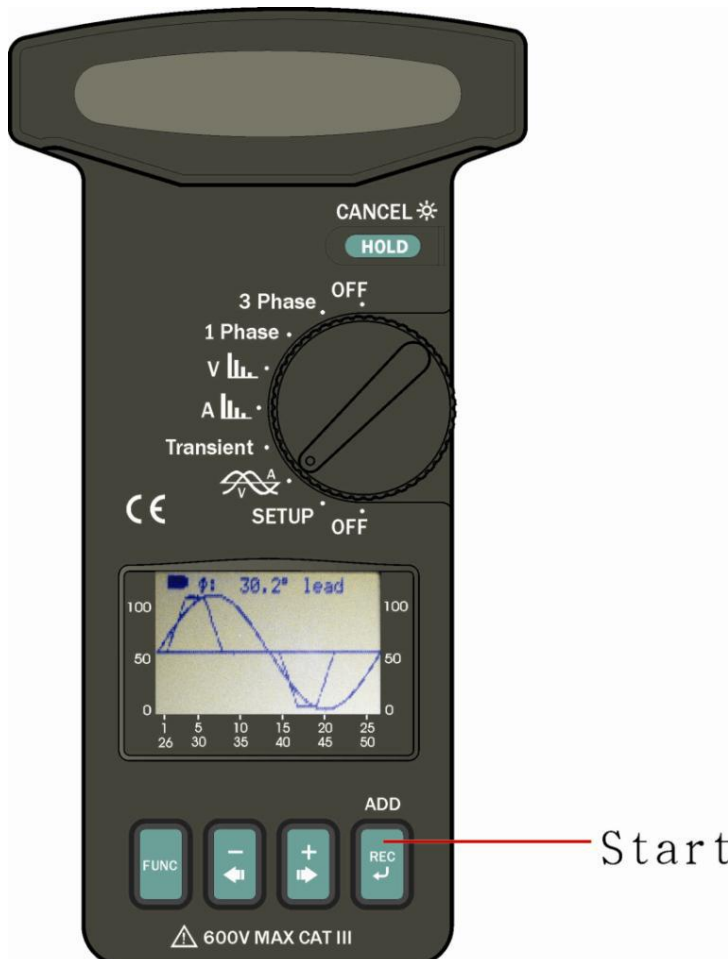 CANCEL
HOLD
OFF
3 Phase
1 Phase
V
A
Transient
A
V
SETUP
OFF
CE
φ: 30.2° lead
100 100
50 50
0 0
1 5 10 15 20 25
26 30 35 40 45 50
ADD
FUNC - + REC
Start
600V MAX CAT III